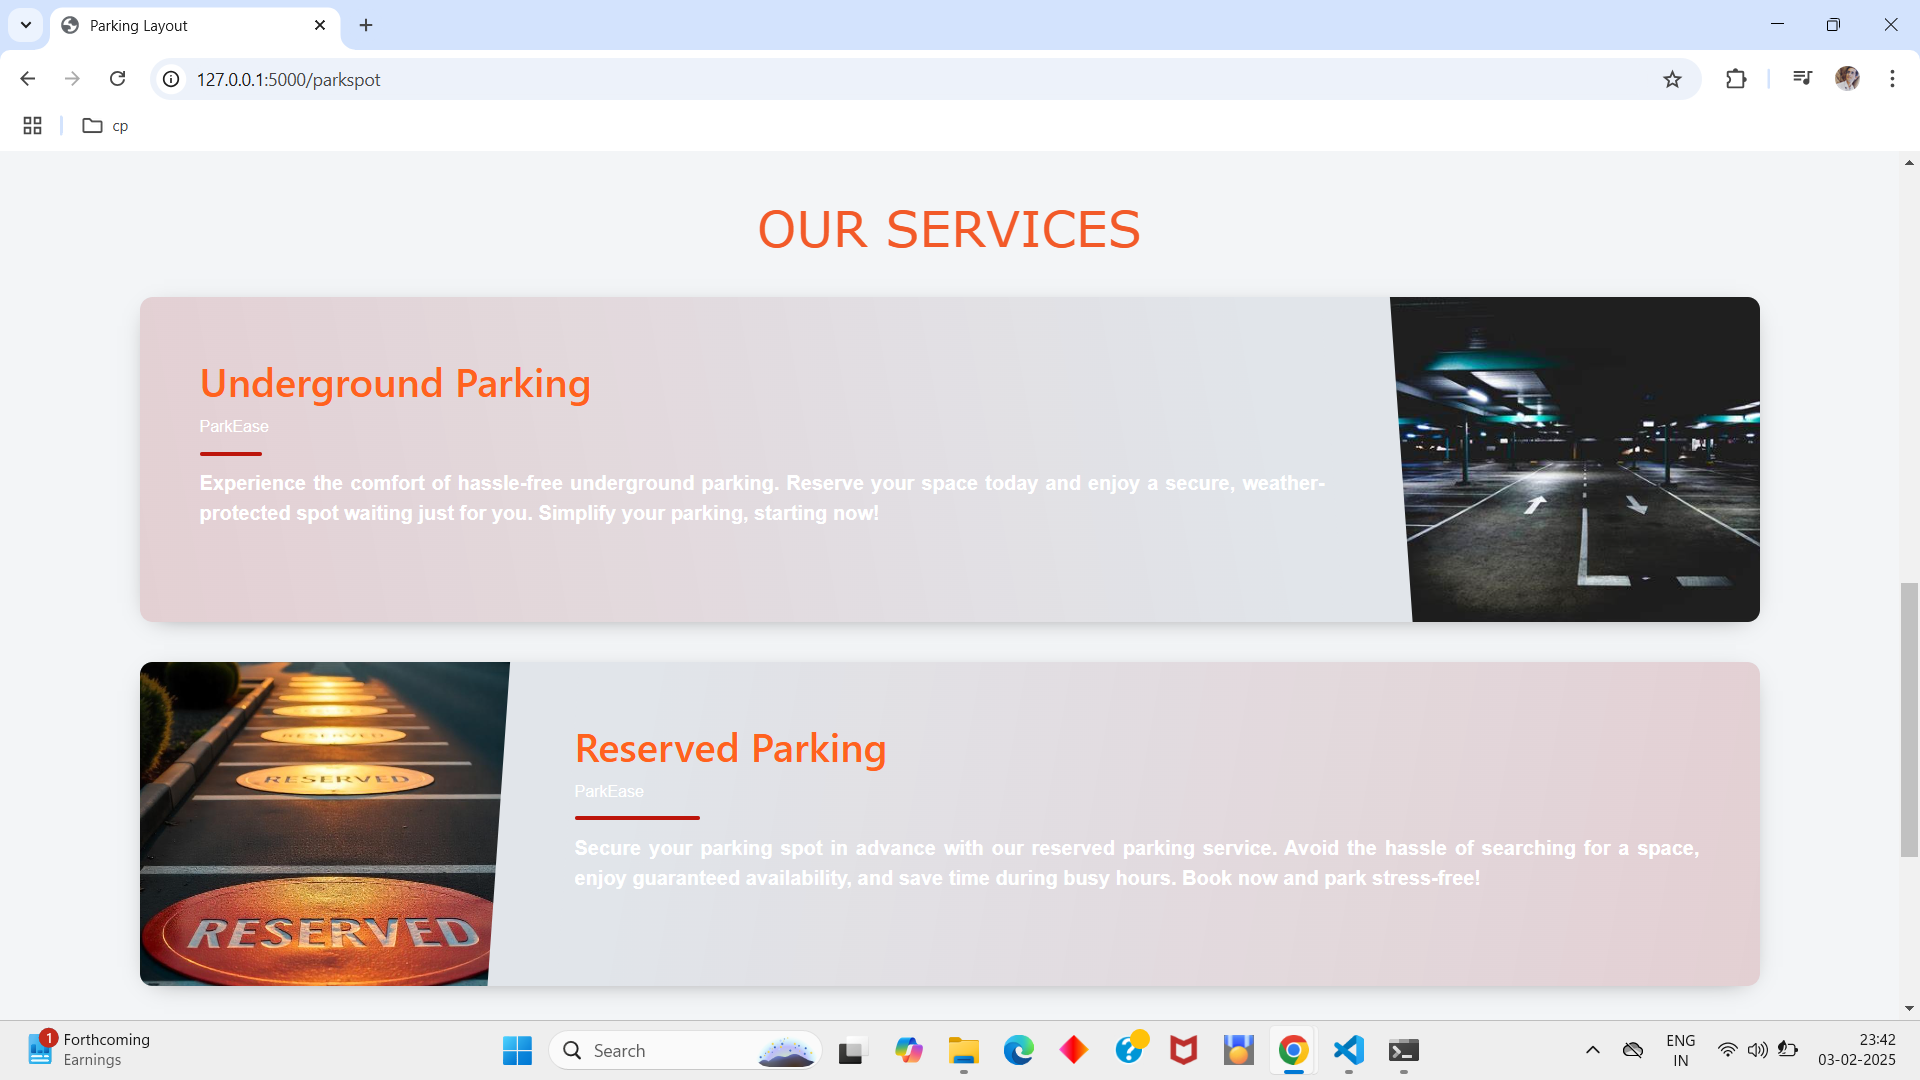 Parking Layout
127.0.0.1:5000/parkspot
cp
OUR SERVICES
Underground Parking
ParkEase
Experience the comfort of hassle-free underground parking. Reserve your space today and enjoy a secure, weather-
protected spot waiting just for you. Simplify your parking, starting now!
RESERVED
RESERVED
RESERVED
Reserved Parking
ParkEase
Secure your parking spot in advance with our reserved parking service. Avoid the hassle of searching for a space,
enjoy guaranteed availability, and save time during busy hours. Book now and park stress-free!
1
Forthcoming
Earnings
Search
ENG
IN
23:42
03-02-2025